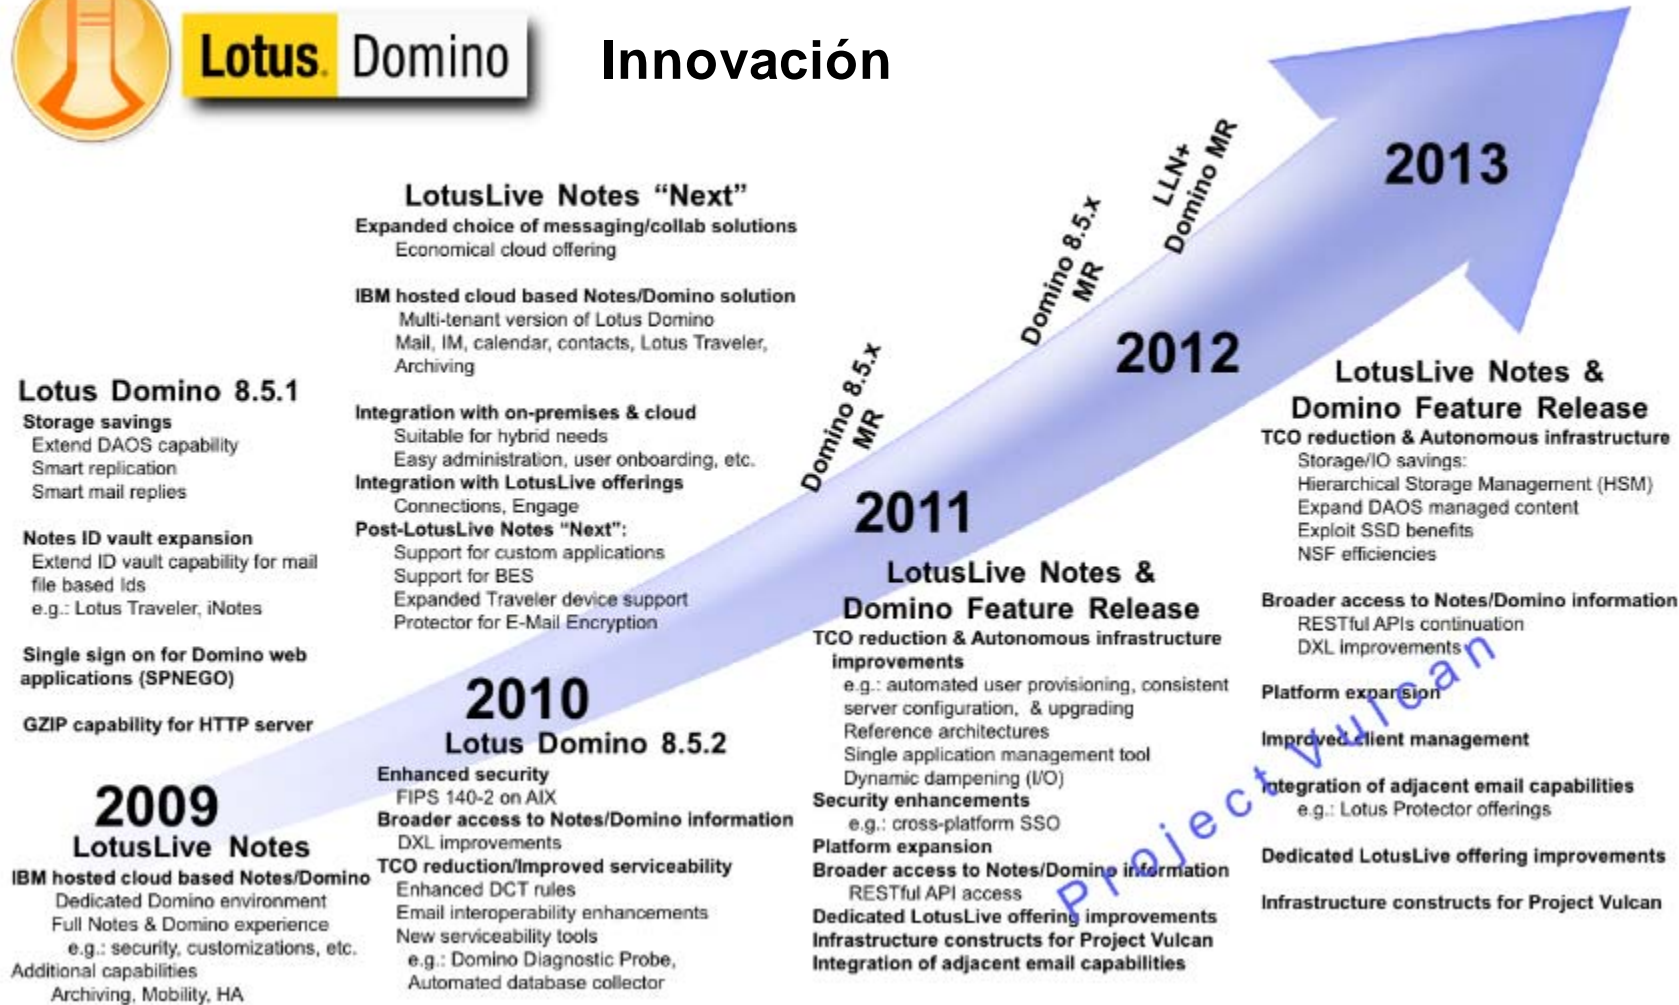 Lotus. Domino
Innovación
Lotus Domino 8.5.1
Storage savings
Extend DAOS capability
Smart replication
Smart mail replies
Notes ID vault expansion
Extend ID vault capability for mail
file based Ids
e.g.: Lotus Traveler, iNotes
Single sign on for Domino web
applications (SPNEGO)
GZIP capability for HTTP server
2009
LotusLive Notes
IBM hosted cloud based Notes/Domino
Dedicated Domino environment
Full Notes & Domino experience
e.g.: security, customizations, etc.
Additional capabilities
Archiving, Mobility, HA
LotusLive Notes “Next”
Expanded choice of messaging/collab solutions
Economical cloud offering
IBM hosted cloud based Notes/Domino solution
Multi-tenant version of Lotus Domino
Mail, IM, calendar, contacts, Lotus Traveler,
Archiving
Integration with on-premises & cloud
Suitable for hybrid needs
Easy administration, user onboarding, etc.
Integration with LotusLive offerings
Connections, Engage
Post-LotusLive Notes “Next”:
Support for custom applications
Support for BES
Expanded Traveler device support
Protector for E-Mail Encryption
2010
Lotus Domino 8.5.2
Enhanced security
FIPS 140-2 on AIX
Broader access to Notes/Domino information
DXL improvements
TCO reduction/Improved serviceability
Enhanced DCT rules
Email interoperability enhancements
New serviceability tools
e.g.: Domino Diagnostic Probe,
Automated database collector
Domino 8.5.x
MR
2011
LotusLive Notes &
Domino Feature Release
TCO reduction & Autonomous infrastructure
improvements
e.g.: automated user provisioning, consistent
server configuration, & upgrading
Reference architectures
Single application management tool
Dynamic dampening (I/O)
Security enhancements
e.g.: cross-platform SSO
Platform expansion
Broader access to Notes/Domino information
RESTful API access
Dedicated LotusLive offering improvements
Infrastructure constructs for Project Vulcan
Integration of adjacent email capabilities
Domino 8.5.x
MR
2012
LLN+
Domino MR
2013
LotusLive Notes &
Domino Feature Release
TCO reduction & Autonomous infrastructure
Storage/IO savings:
Hierarchical Storage Management (HSM)
Expand DAOS managed content
Exploit SSD benefits
NSF efficiencies
Broader access to Notes/Domino information
RESTful APIs continuation
DXL improvements
Platform expansion
Improved client management
Integration of adjacent email capabilities
e.g.: Lotus Protector offerings
Dedicated LotusLive offering improvements
Infrastructure constructs for Project Vulcan
Project Vulcan